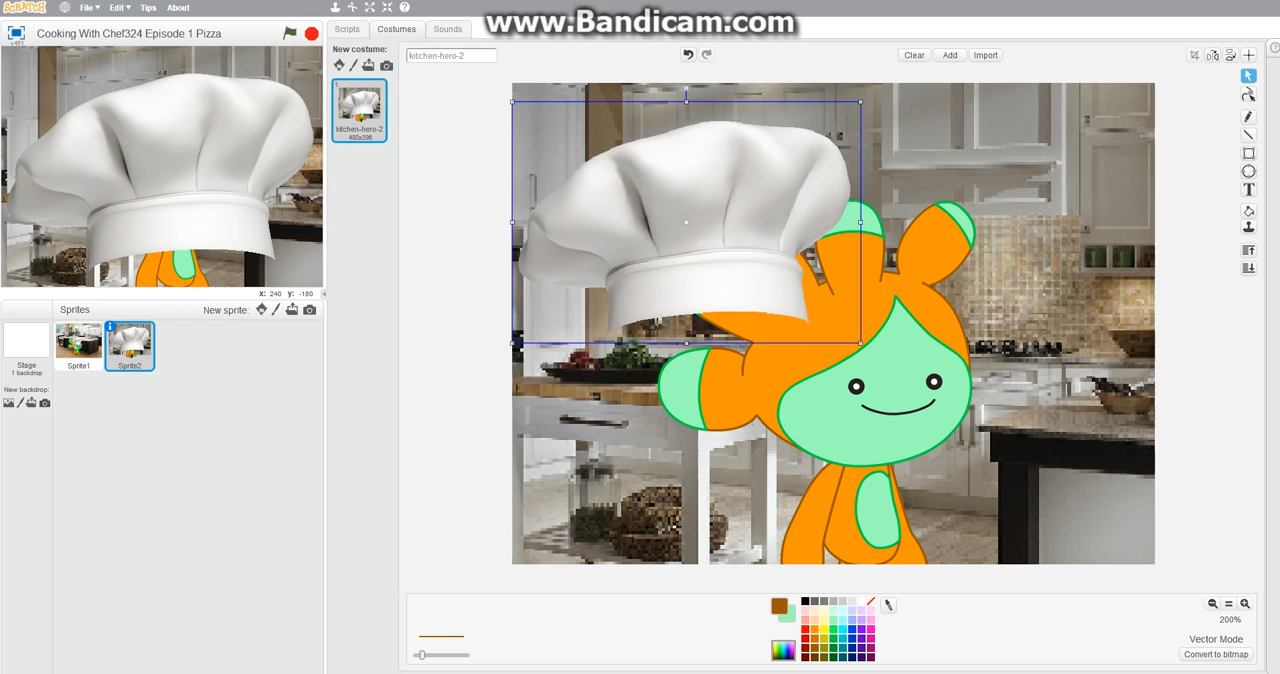 SCRATCH
File
Edit
Tips
About
www.Bandicam.com
v461
Cooking With Chef324 Episode 1 Pizza
Scripts
Costumes
Sounds
New costume:
1
kitchen-hero-2
480x396
kitchen-hero-2
Clear
Add
Import
T
x: 240 y: -180
Sprites
New sprite:
Stage
1 backdrop
Sprite1
Sprite2
New backdrop:
200%
Vector Mode
Convert to bitmap